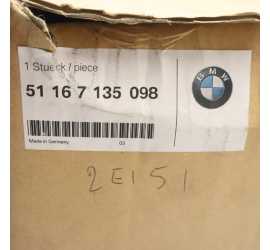 1 Stueck / piece
51 16 7 135 098
BMW
Made in Germany
03
2E151